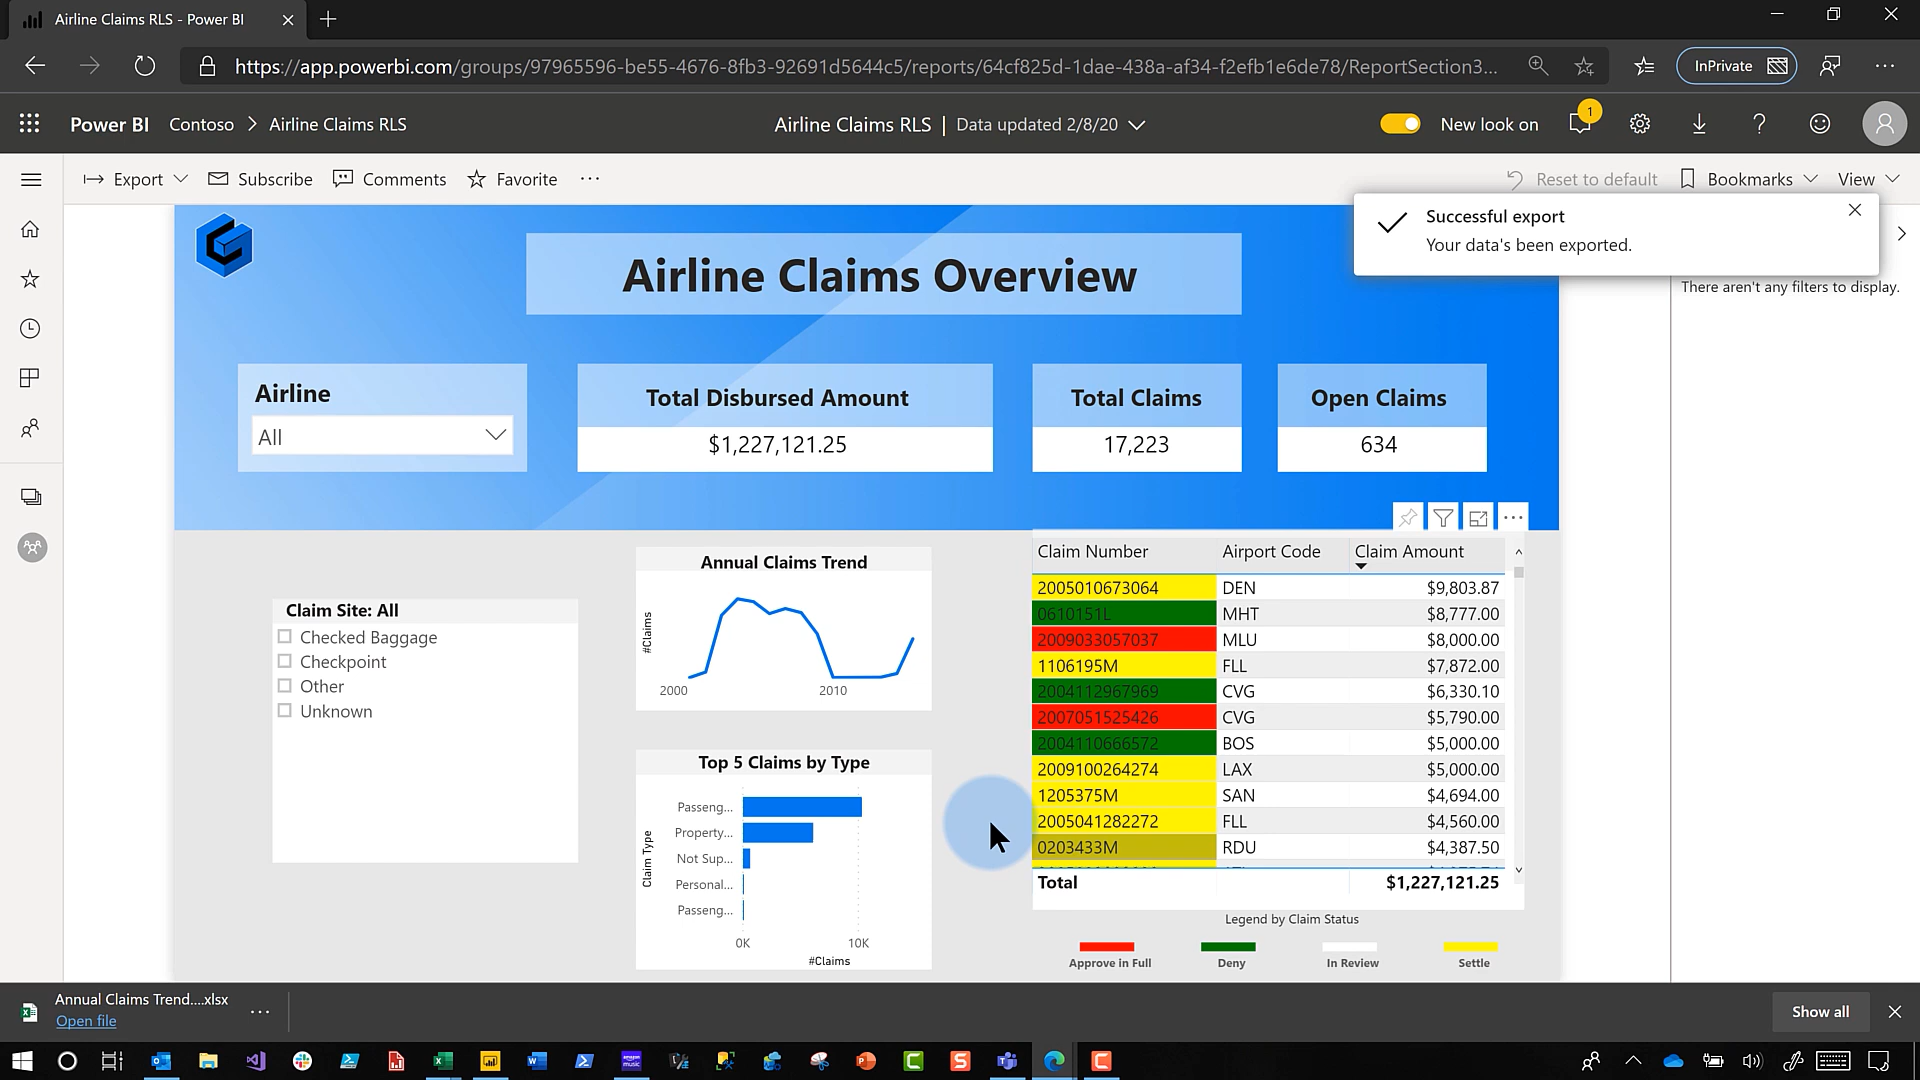 Airline Claims RLS - Power BI
https://app.powerbi.com/groups/97965596-be55-4676-8fb3-92691d5644c5/reports/64cf825d-1dae-438a-af34-f2efb1e6de78/ReportSection3...
InPrivate
Power BI Contoso > Airline Claims RLS
Airline Claims RLS | Data updated 2/8/20
New look on
1
Export Subscribe Comments Favorite ...
Reset to default Bookmarks View
Successful export
Your data's been exported.
There aren't any filters to display.
Airline Claims Overview
Airline
All
Total Disbursed Amount
$1,227,121.25
Total Claims
17,223
Open Claims
634
Claim Site: All
Checked Baggage
Checkpoint
Other
Unknown
Annual Claims Trend
#Claims
2000 2010
Top 5 Claims by Type
Claim Type
Passeng...
Property...
Not Sup...
Personal...
Passeng...
0K 10K
#Claims
Claim Number Airport Code Claim Amount
2005010673064 DEN $9,803.87
0610151L MHT $8,777.00
2009033057037 MLU $8,000.00
1106195M FLL $7,872.00
2004112967969 CVG $6,330.10
2007051525426 CVG $5,790.00
2004110666572 BOS $5,000.00
2009100264274 LAX $5,000.00
1205375M SAN $4,694.00
2005041282272 FLL $4,560.00
0203433M RDU $4,387.50
Total $1,227,121.25
Legend by Claim Status
Approve in Full Deny In Review Settle
Annual Claims Trend....xlsx
Open file
Show all